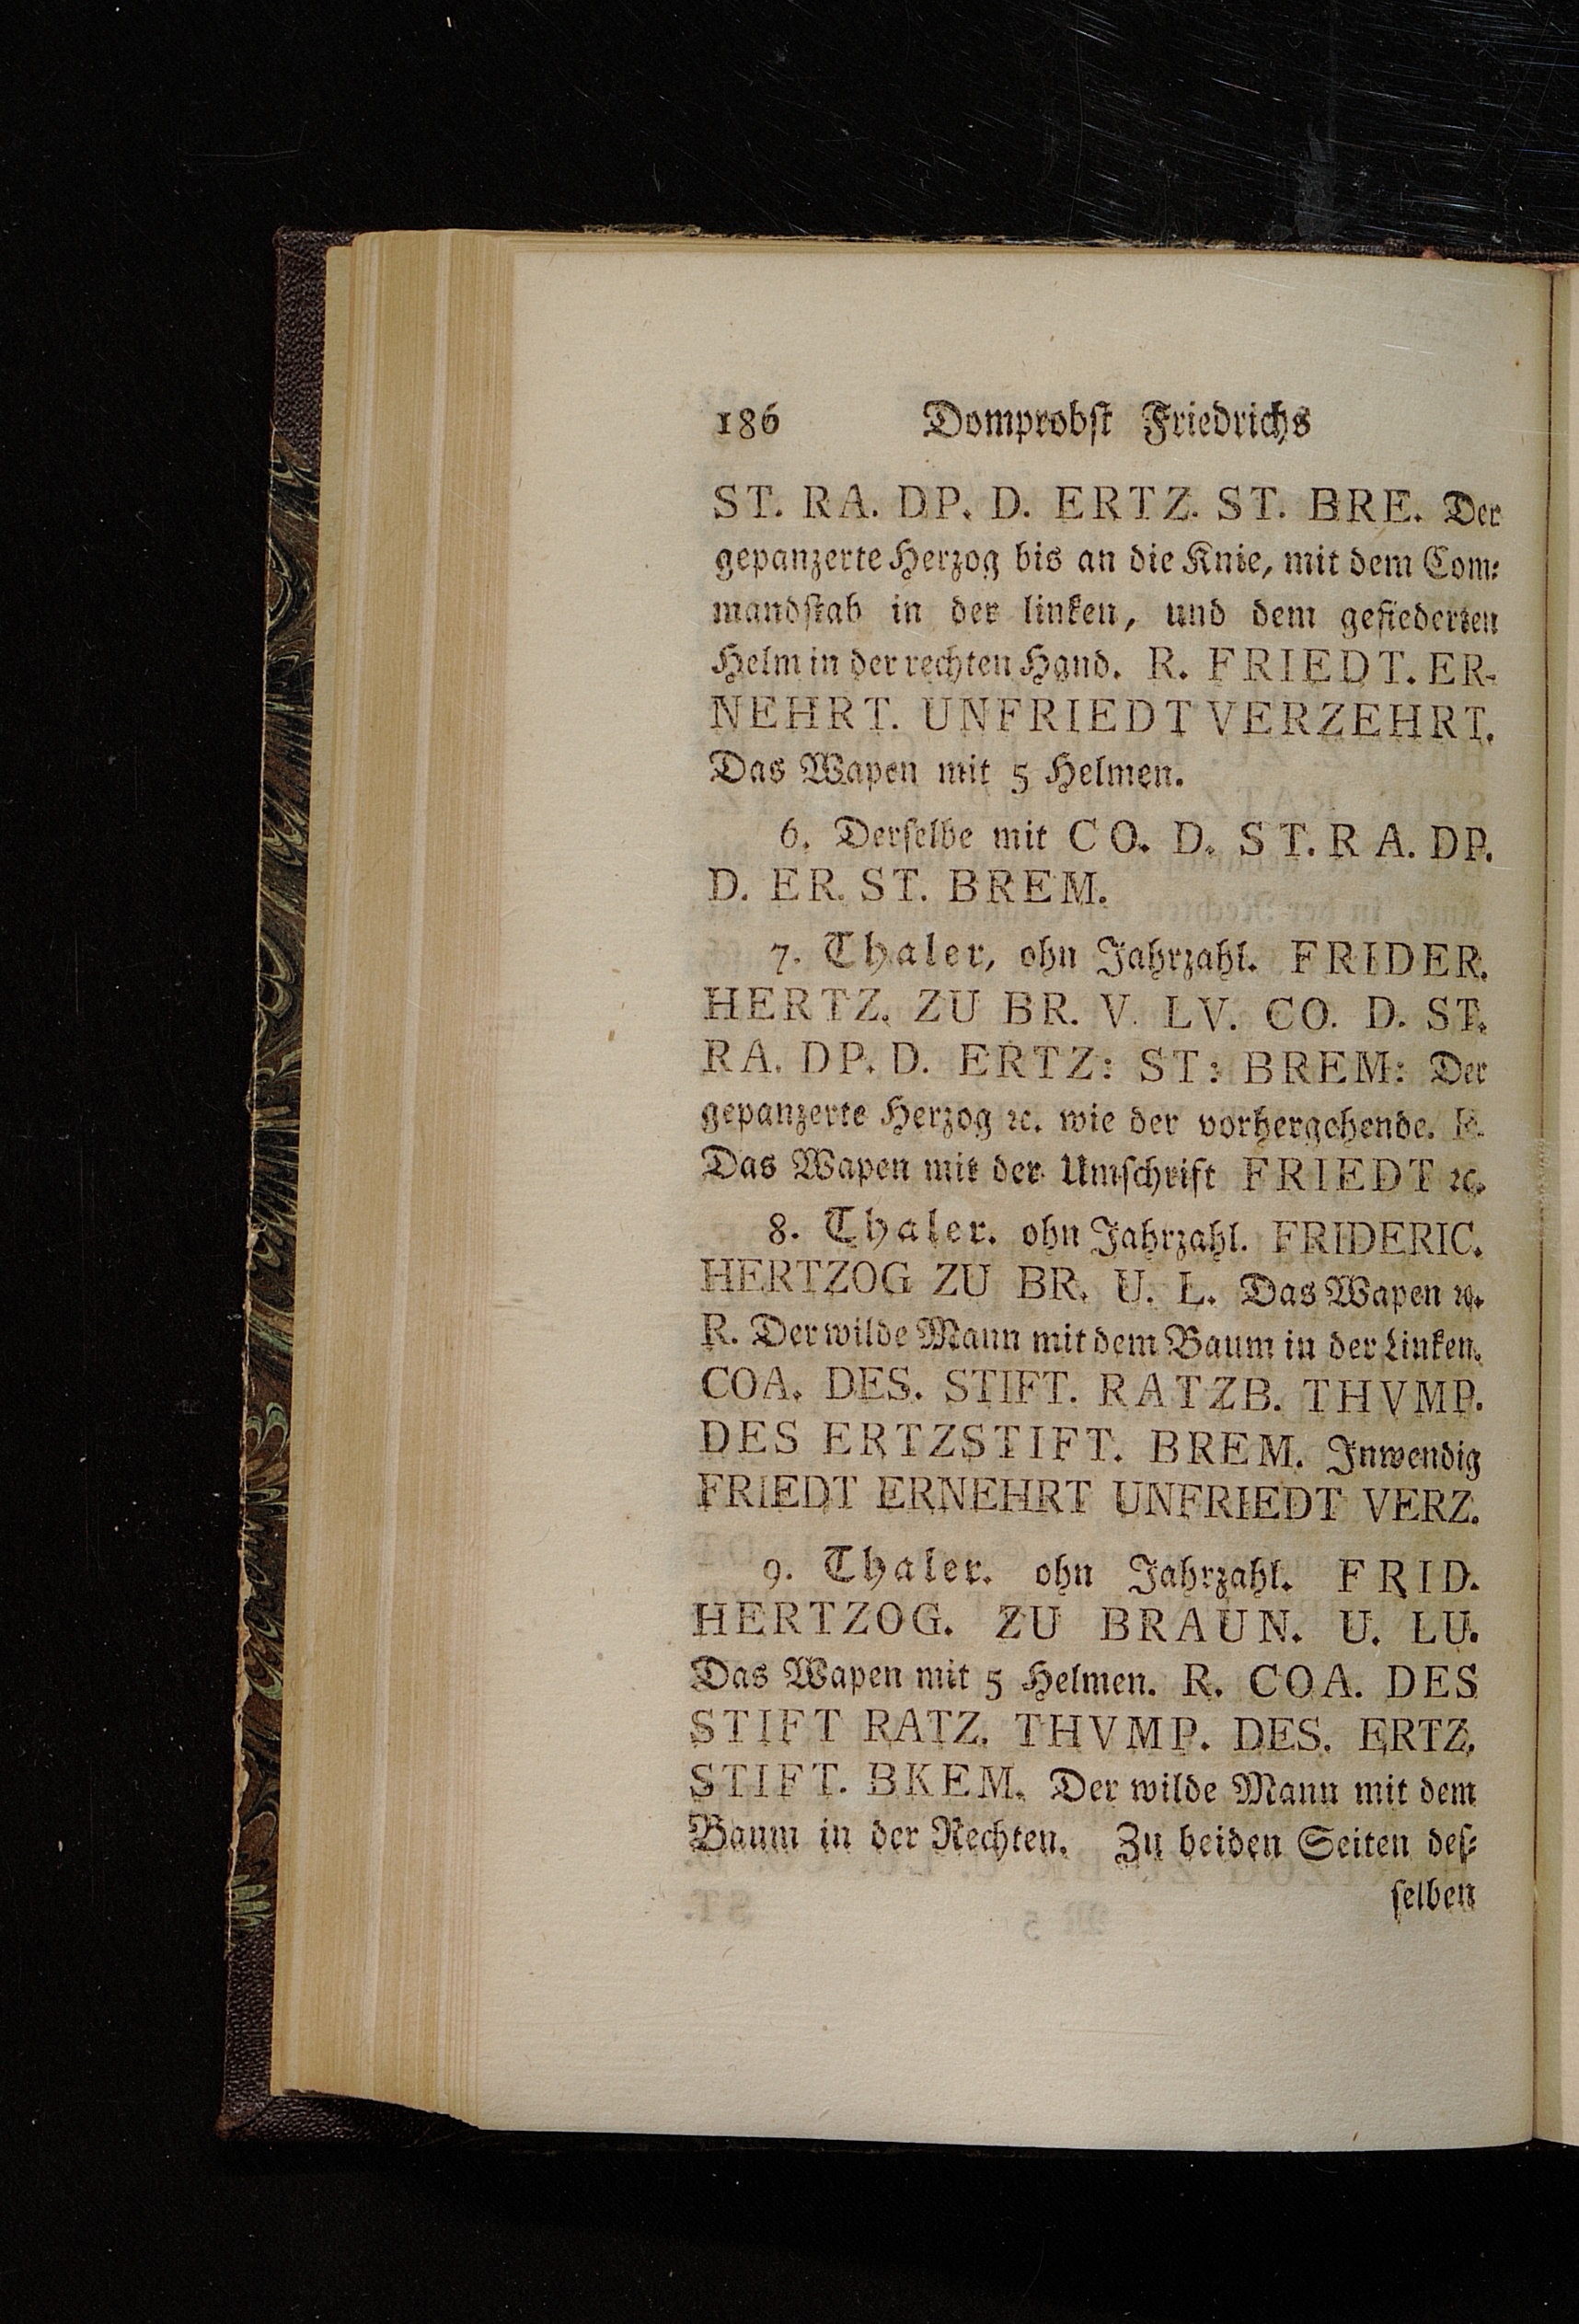 186 Domprobst Friedrichs
ST. RA. DP. D. ERTZ. ST. BRE. Der
gepanzerte Herzog bis an die Knie, mit dem Com⸗
mandstab in der linken, und dem gefiederten
Helm in der rechten Hand. R. FRIEDT. ER-
NEHRT. UNFRIEDT VERZEHRT.
Das Wapen mit 5 Helmen.
6. Derselbe mit CO. D. ST. RA. DP.
D. ER. ST. BREM.
7. Thaler, ohn Jahrzahl. FRIDER.
HERTZ. ZU BR. V. LV. CO. D. ST.
RA. DP. D. ERTZ: ST: BREM: Der
gepanzerte Herzog ꝛc. wie der vorhergehende. R.
Das Wapen mit der Umschrift FRIEDT ꝛc.
8. Thaler. ohn Jahrzahl. FRIDERIC.
HERTZOG ZU BR. U. L. Das Wapen ꝛc.
R. Der wilde Mann mit dem Baum in der Linken.
COA. DES. STIFT. RATZB. THVMP.
DES ERTZSTIFT. BREM. Inwendig
FRIEDT ERNEHRT UNFRIEDT VERZ.
9. Thaler. ohn Jahrzahl. FRID.
HERTZOG. ZU BRAUN. U. LU.
Das Wapen mit 5 Helmen. R. COA. DES
STIFT RATZ. THVMP. DES. ERTZ.
STIFT. BKEM. Der wilde Mann mit dem
Baum in der Rechten. Zu beiden Seiten des⸗
selben